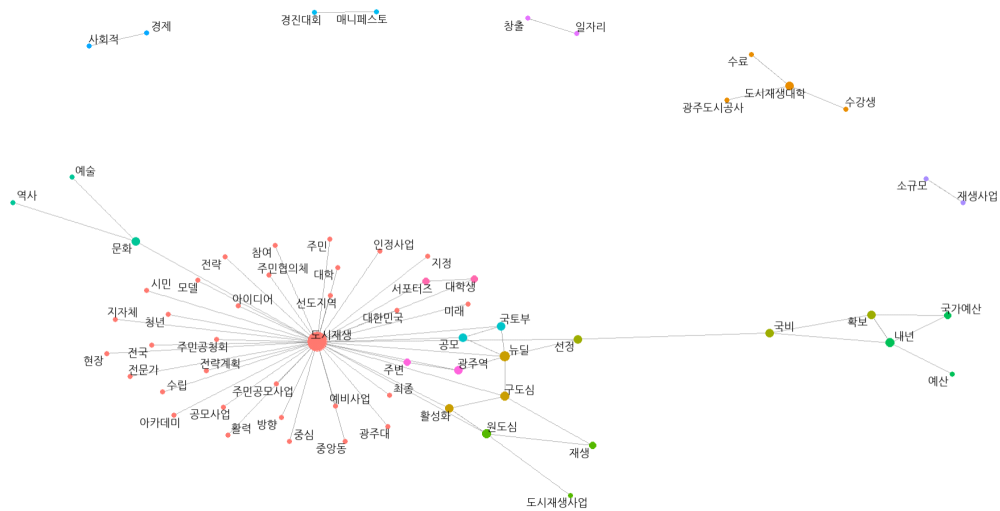 경진대회
매니페스토
경제
사회적
창출
일자리
수료
도시재생대학
광주도시공사
수강생
예술
역사
문화
소규모
재생사업
주민
참여
인정사업
전략
주민협의체
대학
지정
시민
모델
서포터즈
대학생
아이디어
선도지역
지자체
청년
대한민국
미래
국토부
국가예산
도시재생
확보
국비
내년
공모
뉴딜
선정
현장
전국
주민공청회
전문가
전략계획
주변
광주역
예산
수립
주민공모사업
예비사업
최종
구도심
아카데미
공모사업
활성화
활력
방향
중심
중앙동
광주대
원도심
재생
도시재생사업